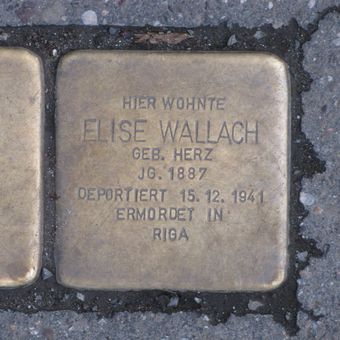 HIER WOHNTE
ELISE WALLACH
GEB. HERZ
JG. 1887
DEPORTIERT 15.12.1941
ERMORDET IN
RIGA